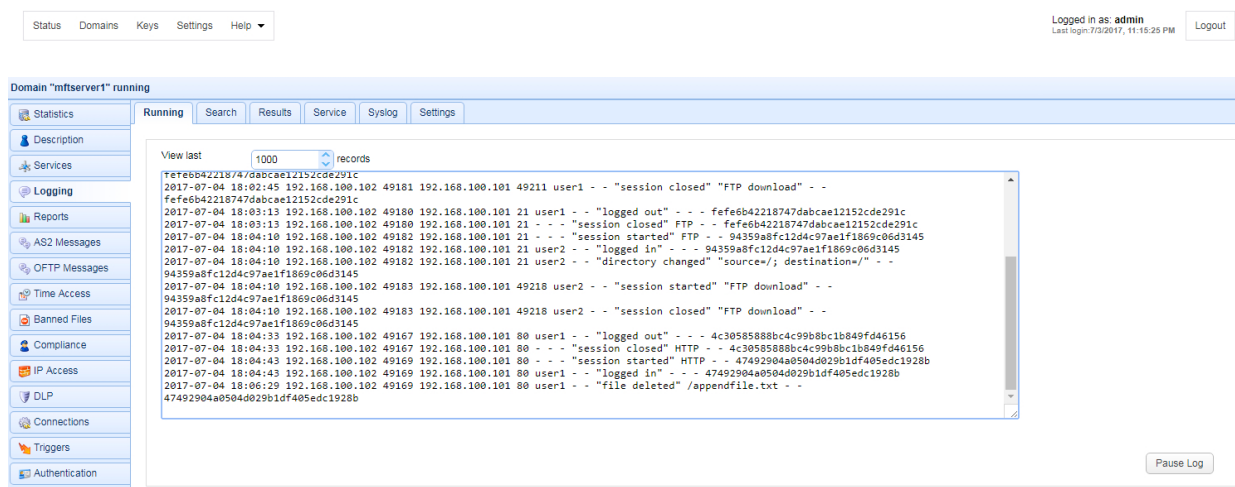 Status Domains Keys Settings Help
Logged in as: admin
Last login:7/3/2017, 11:15:25 PM
Logout
Domain "mftserver1" running
Statistics
Description
Services
Logging
Reports
AS2 Messages
OFTP Messages
Time Access
Banned Files
Compliance
IP Access
DLP
Connections
Triggers
Authentication
Running Search Results Service Syslog Settings
View last 1000 records
fefe6b42218747dabcae12152cde291c
2017-07-04 18:02:45 192.168.100.102 49181 192.168.100.101 49211 user1 - - "session closed" "FTP download" - -
fefe6b42218747dabcae12152cde291c
2017-07-04 18:03:13 192.168.100.102 49180 192.168.100.101 21 user1 - - "logged out" - - - fefe6b42218747dabcae12152cde291c
2017-07-04 18:03:13 192.168.100.102 49180 192.168.100.101 21 - - - "session closed" FTP - - fefe6b42218747dabcae12152cde291c
2017-07-04 18:04:10 192.168.100.102 49182 192.168.100.101 21 - - - "session started" FTP - - 94359a8fc12d4c97ae1f1869c06d3145
2017-07-04 18:04:10 192.168.100.102 49182 192.168.100.101 21 user2 - - "logged in" - - - 94359a8fc12d4c97ae1f1869c06d3145
2017-07-04 18:04:10 192.168.100.102 49182 192.168.100.101 21 user2 - - "directory changed" "source=/; destination=/" - -
94359a8fc12d4c97ae1f1869c06d3145
2017-07-04 18:04:10 192.168.100.102 49183 192.168.100.101 49218 user2 - - "session started" "FTP download" - -
94359a8fc12d4c97ae1f1869c06d3145
2017-07-04 18:04:10 192.168.100.102 49183 192.168.100.101 49218 user2 - - "session closed" "FTP download" - -
94359a8fc12d4c97ae1f1869c06d3145
2017-07-04 18:04:33 192.168.100.102 49167 192.168.100.101 80 user1 - - "logged out" - - - 4c30585888bc4c99b8bc1b849fd46156
2017-07-04 18:04:33 192.168.100.102 49167 192.168.100.101 80 - - - "session closed" HTTP - - 4c30585888bc4c99b8bc1b849fd46156
2017-07-04 18:04:43 192.168.100.102 49169 192.168.100.101 80 - - - "session started" HTTP - - 47492904a0504d029b1df405edc1928b
2017-07-04 18:04:43 192.168.100.102 49169 192.168.100.101 80 user1 - - "logged in" - - - 47492904a0504d029b1df405edc1928b
2017-07-04 18:06:29 192.168.100.102 49169 192.168.100.101 80 user1 - - "file deleted" /appendfile.txt - -
47492904a0504d029b1df405edc1928b
Pause Log